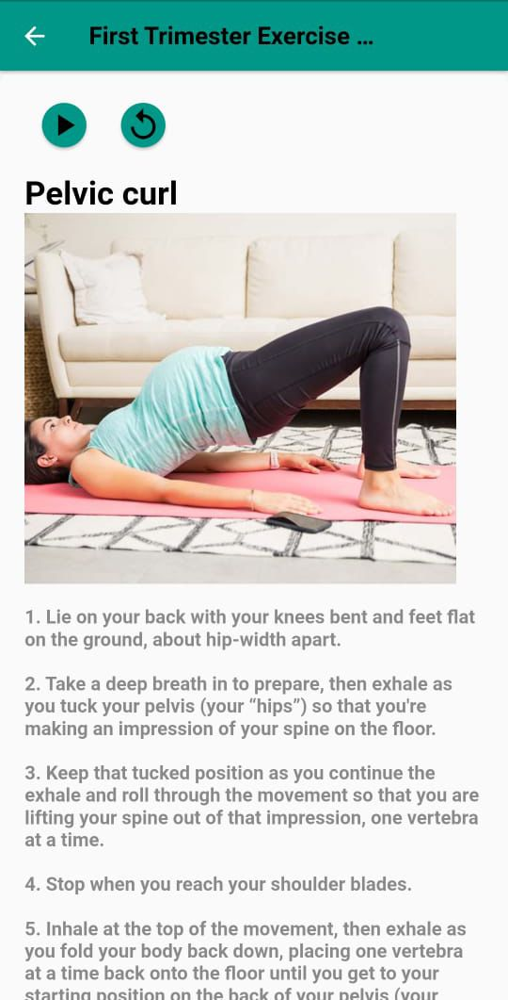 First Trimester Exercise ...
Pelvic curl
1. Lie on your back with your knees bent and feet flat
on the ground, about hip-width apart.
2. Take a deep breath in to prepare, then exhale as
you tuck your pelvis (your “hips”) so that you're
making an impression of your spine on the floor.
3. Keep that tucked position as you continue the
exhale and roll through the movement so that you are
lifting your spine out of that impression, one vertebra
at a time.
4. Stop when you reach your shoulder blades.
5. Inhale at the top of the movement, then exhale as
you fold your body back down, placing one vertebra
at a time back onto the floor until you get to your
starting position on the back of your pelvis (your